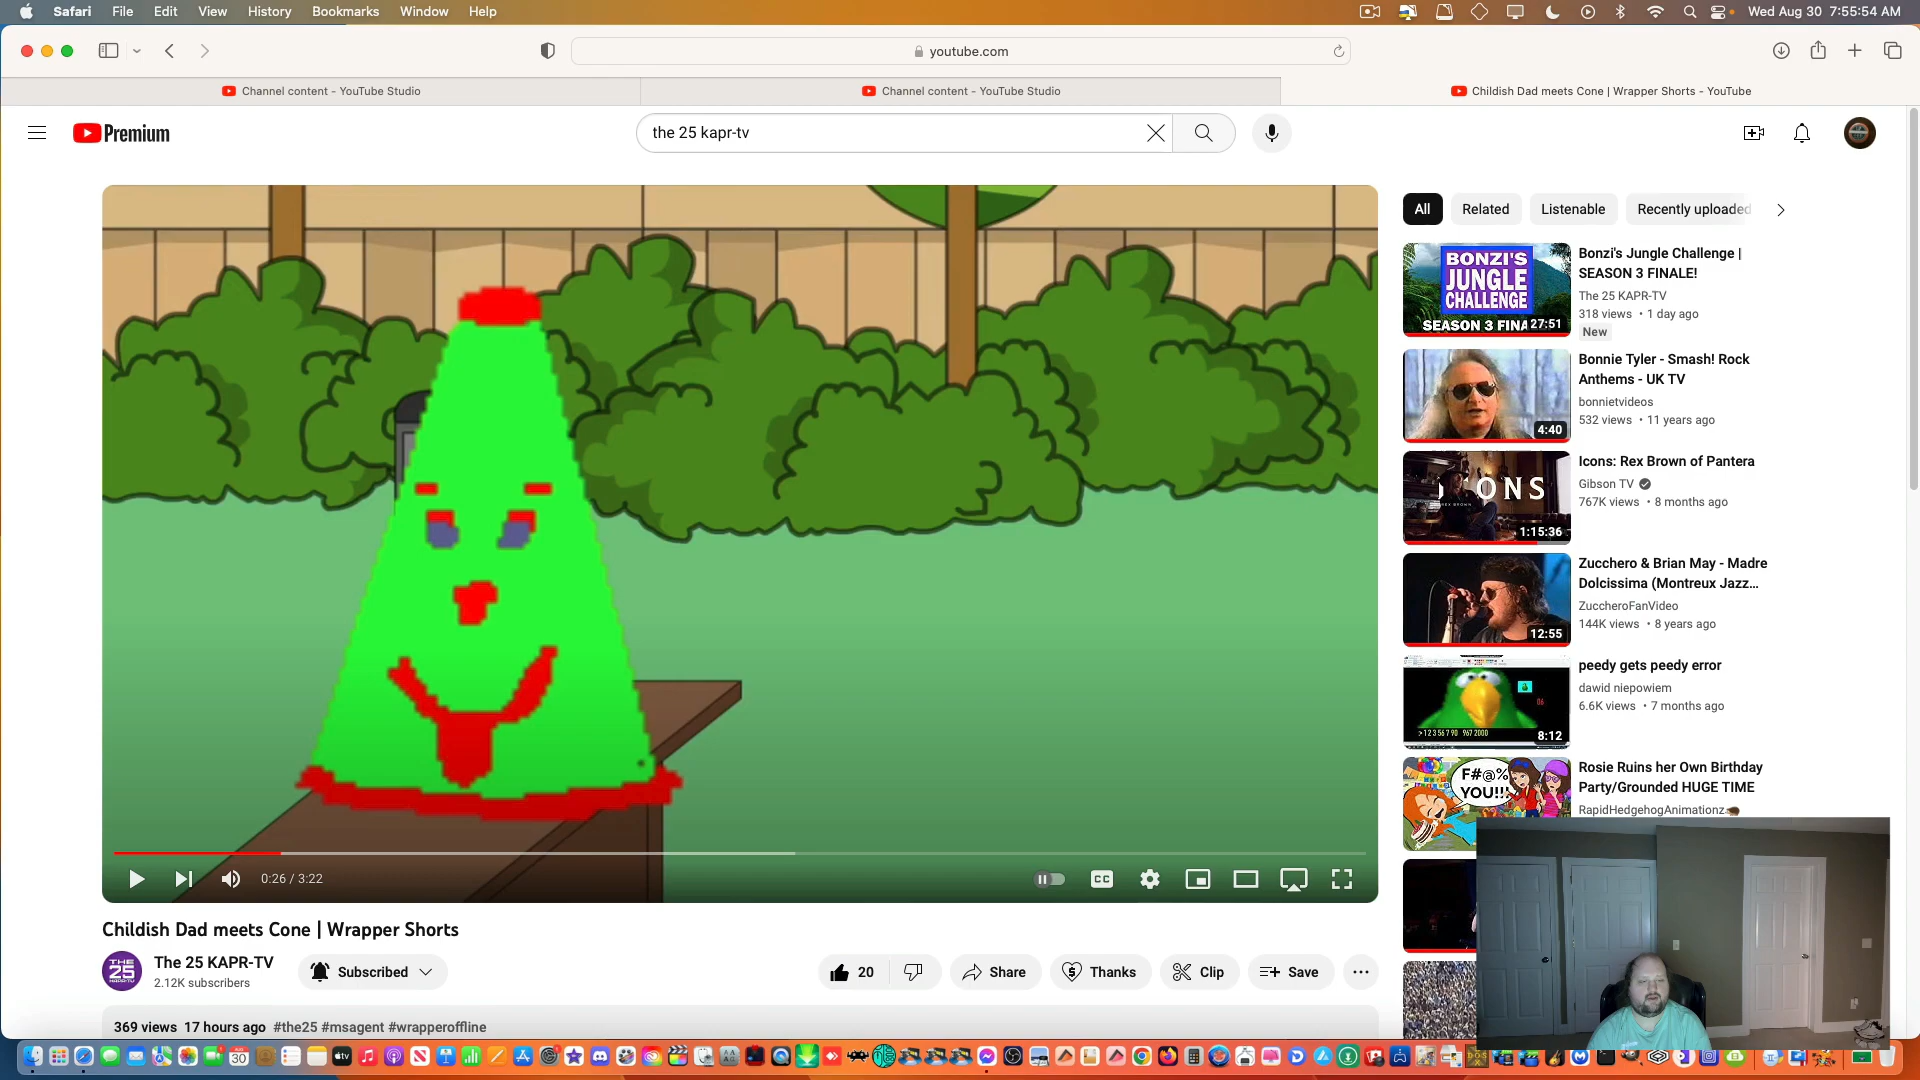 Safari File Edit View History Bookmarks Window Help
Wed Aug 30 7:55:54 AM
youtube.com
Channel content - YouTube Studio
Channel content - YouTube Studio
Childish Dad meets Cone | Wrapper Shorts - YouTube
Premium
the 25 kapr-tv
0:26 / 3:22
CC
Childish Dad meets Cone | Wrapper Shorts
THE 25
The 25 KAPR-TV
2.12K subscribers
Subscribed
20
Share
Thanks
Clip
Save
369 views 17 hours ago #the25 #msagent #wrapperoffline
All
Related
Listenable
Recently uploaded
BONZI'S
JUNGLE
CHALLENGE
SEASON 3 FINA
27:51
Bonzi's Jungle Challenge |
SEASON 3 FINALE!
The 25 KAPR-TV
318 views • 1 day ago
New
4:40
Bonnie Tyler - Smash! Rock
Anthems - UK TV
bonnietvideos
532 views • 11 years ago
ONS
1:15:36
Icons: Rex Brown of Pantera
Gibson TV
767K views • 8 months ago
12:55
Zucchero & Brian May - Madre
Dolcissima (Montreux Jazz...
ZuccheroFanVideo
144K views • 8 years ago
8:12
peedy gets peedy error
dawid niepowiem
6.6K views • 7 months ago
F#@%
YOU!!!
Rosie Ruins her Own Birthday
Party/Grounded HUGE TIME
RapidHedgehogAnimationz